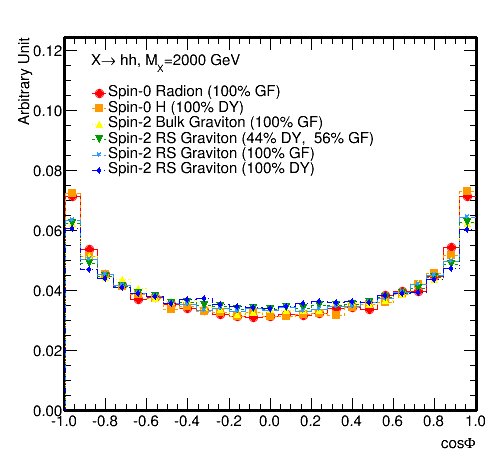 Arbitrary Unit
0.12
0.10
0.08
0.06
0.04
0.02
0.00
X→ hh, M_X=2000 GeV
Spin-0 Radion (100% GF)
Spin-0 H (100% DY)
Spin-2 Bulk Graviton (100% GF)
Spin-2 RS Graviton (44% DY, 56% GF)
Spin-2 RS Graviton (100% GF)
Spin-2 RS Graviton (100% DY)
-1.0 -0.8 -0.6 -0.4 -0.2 0.0 0.2 0.4 0.6 0.8 1.0
cosΦ